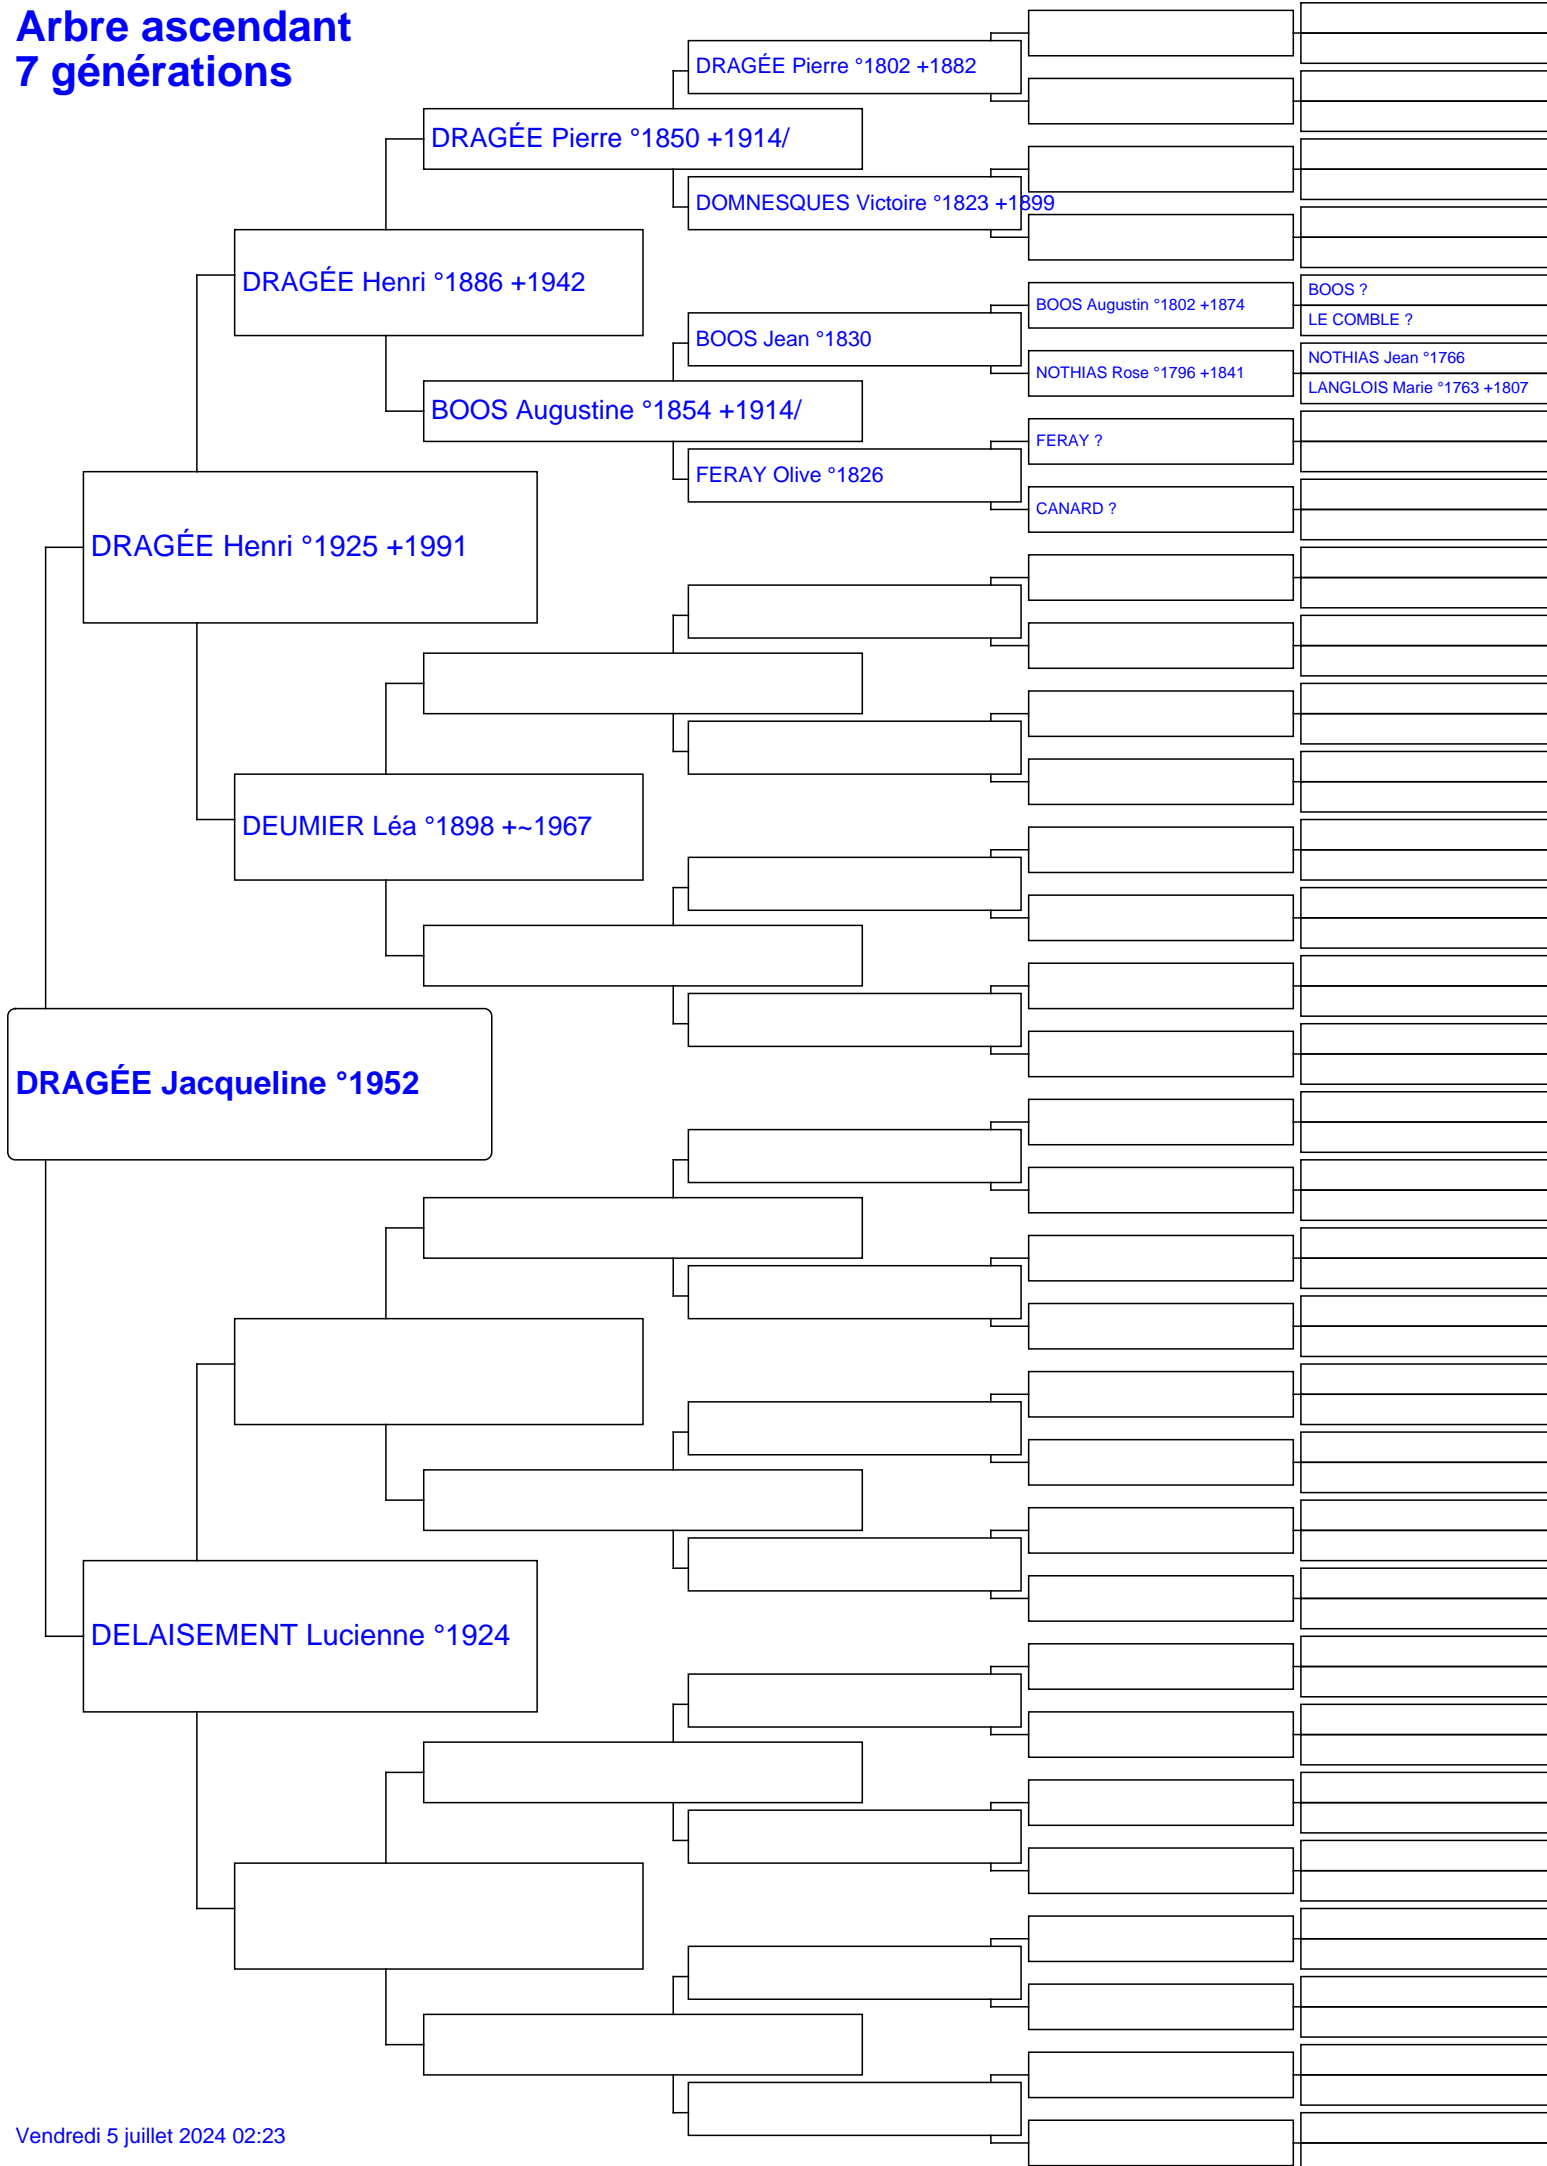 Arbre ascendant
7 générations
DRAGÉE Pierre °1802 +1882
DRAGÉE Pierre °1850 +1914/
DOMNESQUES Victoire °1823 +1899
DRAGÉE Henri °1886 +1942
BOOS ?
BOOS Augustin °1802 +1874
LE COMBLE ?
BOOS Jean °1830
NOTHIAS Jean °1766
NOTHIAS Rose °1796 +1841
LANGLOIS Marie °1763 +1807
BOOS Augustine °1854 +1914/
FERAY ?
FERAY Olive °1826
CANARD ?
DRAGÉE Henri °1925 +1991
DEUMIER Léa °1898 +~1967
DRAGÉE Jacqueline °1952
DELAISEMENT Lucienne °1924
Vendredi 5 juillet 2024 02:23